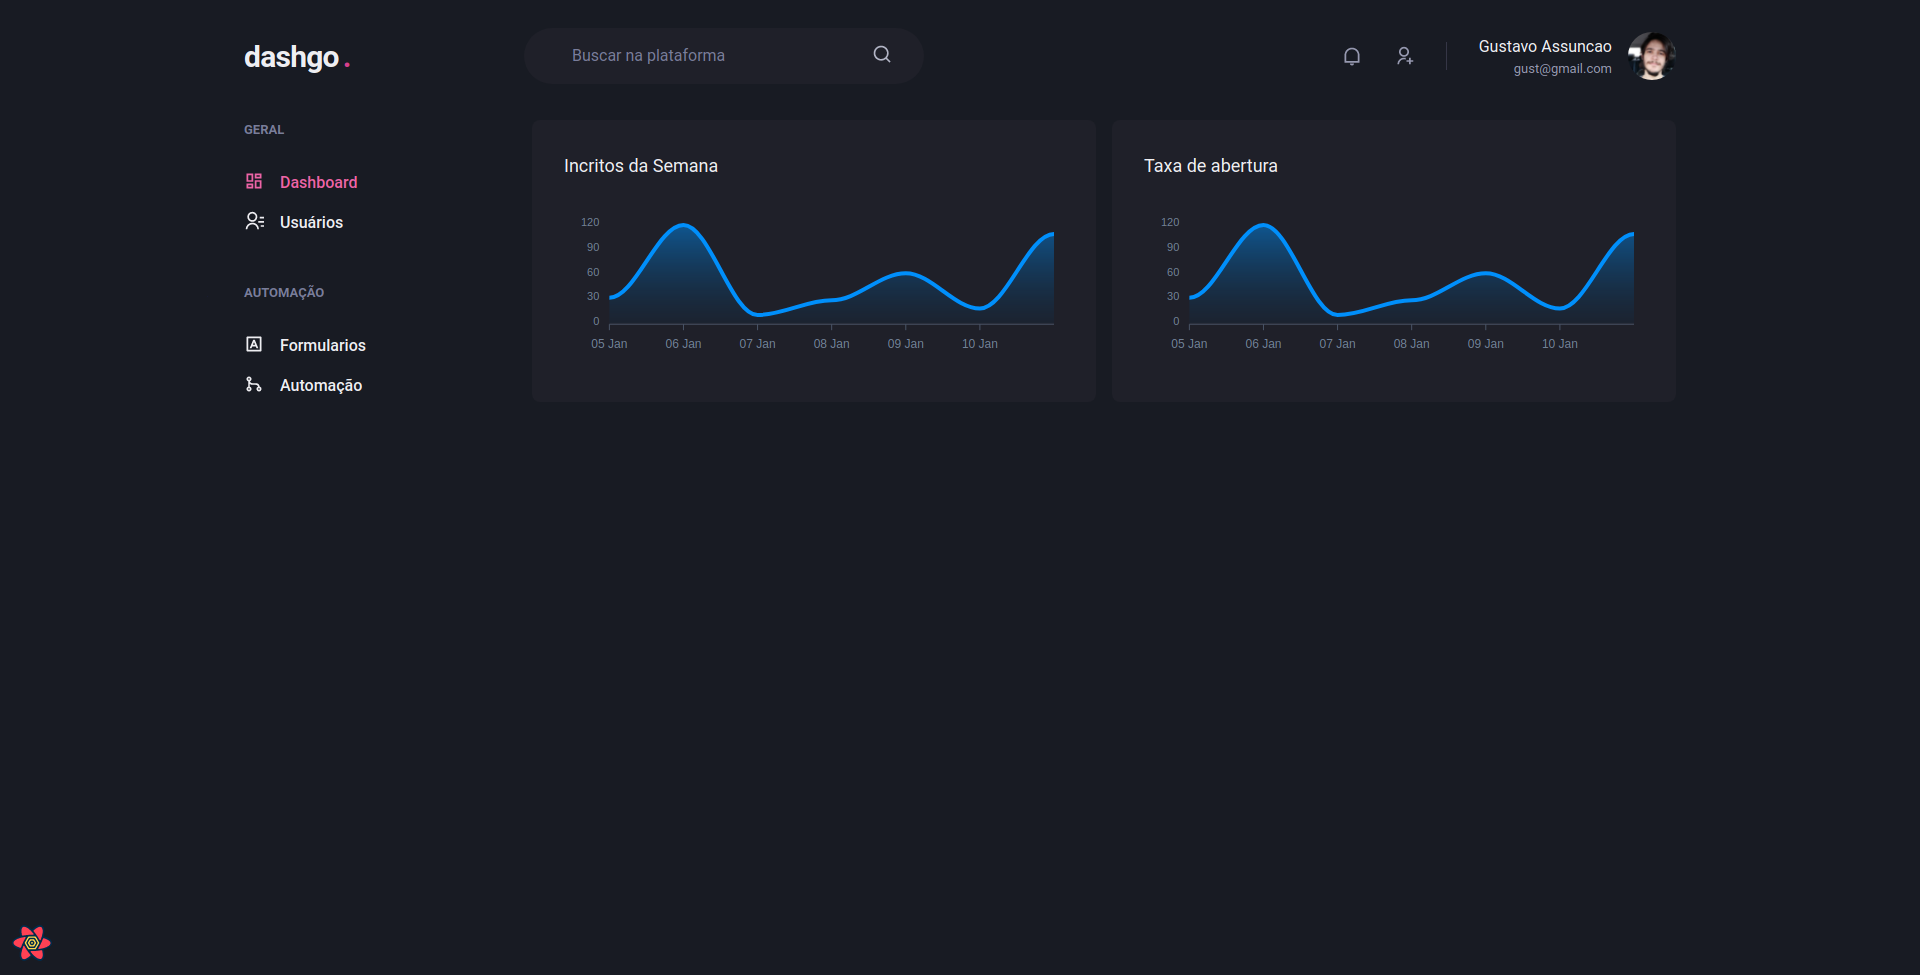 dashgo.
Buscar na plataforma
Gustavo Assuncao
gust@gmail.com
GERAL
Dashboard
Usuários
AUTOMAÇÃO
Formularios
Automação
Incritos da Semana
120
90
60
30
0
05 Jan 06 Jan 07 Jan 08 Jan 09 Jan 10 Jan
Taxa de abertura
120
90
60
30
0
05 Jan 06 Jan 07 Jan 08 Jan 09 Jan 10 Jan